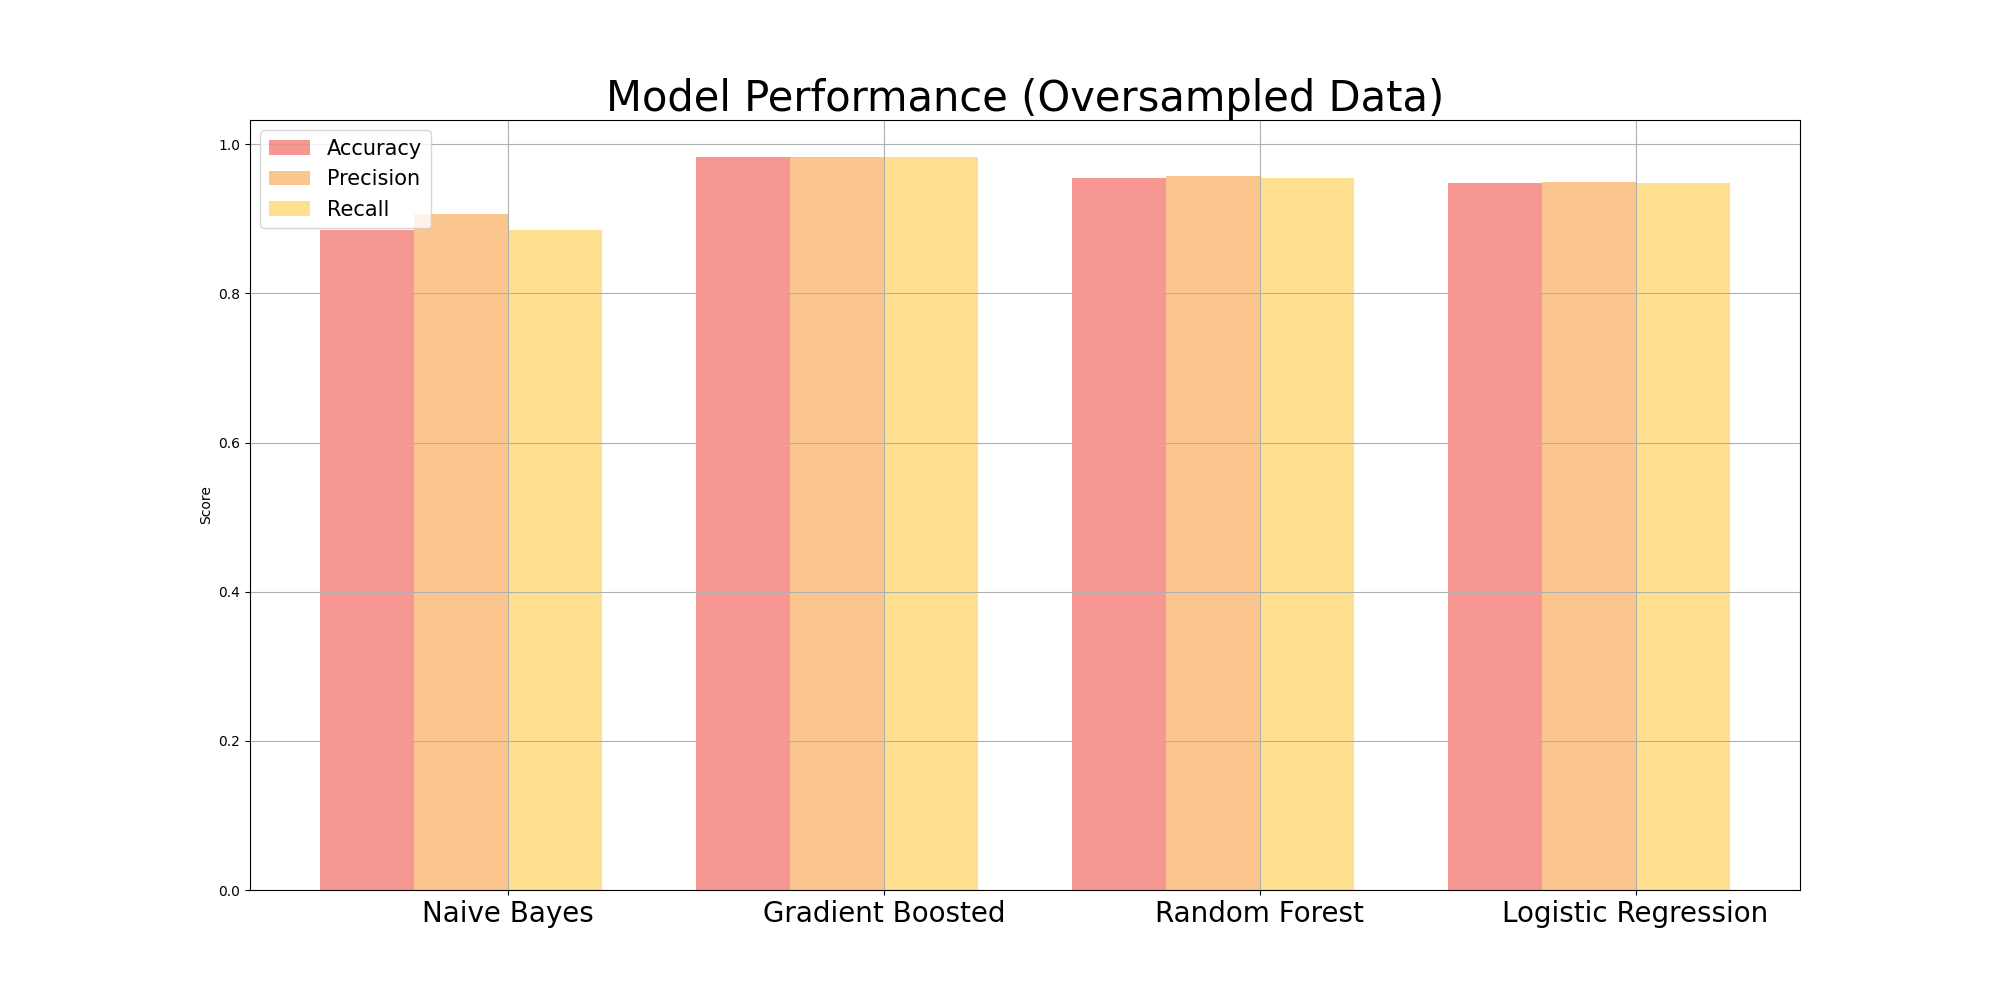 Model Performance (Oversampled Data)
Accuracy
Precision
Recall
1.0
0.8
0.6
0.4
0.2
0.0
Score
Naive Bayes
Gradient Boosted
Random Forest
Logistic Regression